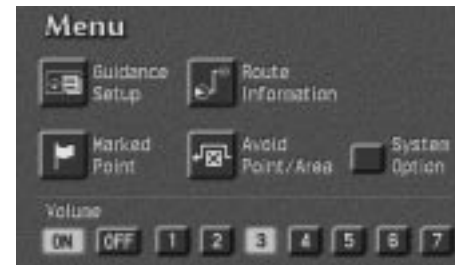 Menu
Guidance Route
Setup Information
Marked Avoid System
Point Point/Area Option
Volume
ON OFF 1 2 3 4 5 6 7